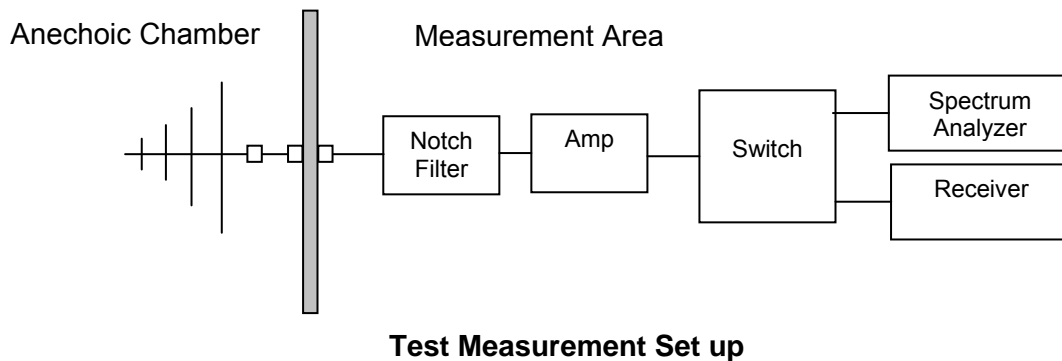 Anechoic Chamber
Measurement Area
Notch
Filter
Amp
Switch
Spectrum
Analyzer
Receiver
Test Measurement Set up